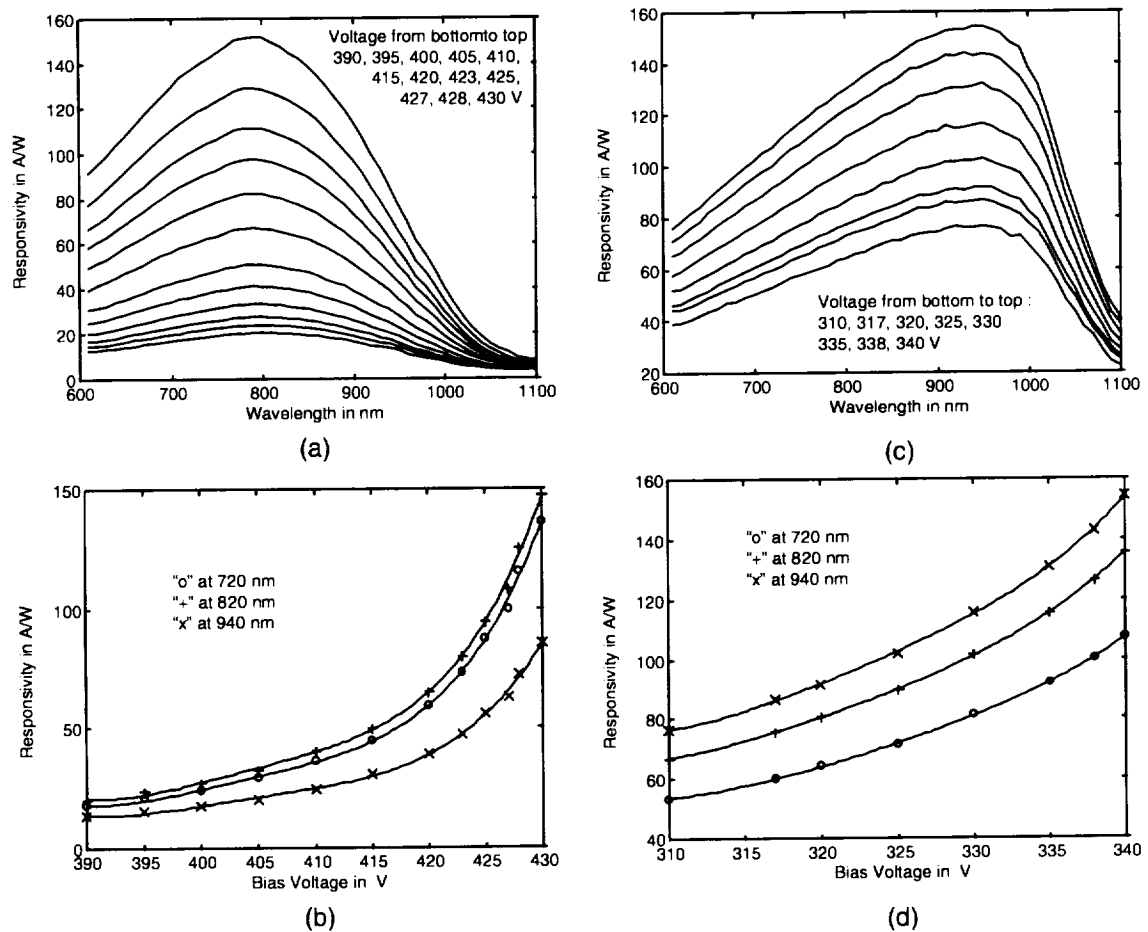 160
140
120
100
80
60
40
20
0
600 700 800 900 1000 1100
Responsivity in A/W
Wavelength in nm
Voltage from bottomto top
390, 395, 400, 405, 410,
415, 420, 423, 425,
427, 428, 430 V
(a)
160
140
120
100
80
60
40
20
600 700 800 900 1000 1100
Responsivity in A/W
Wavelength in nm
Voltage from bottom to top :
310, 317, 320, 325, 330
335, 338, 340 V
(c)
150
100
50
0
390 395 400 405 410 415 420 425 430
Responsivity in A/W
Bias Voltage in V
"o" at 720 nm
"+" at 820 nm
"x" at 940 nm
(b)
160
140
120
100
80
60
40
310 315 320 325 330 335 340
Responsivity in A/W
Bias Voltage in V
"o" at 720 nm
"+" at 820 nm
"x" at 940 nm
(d)